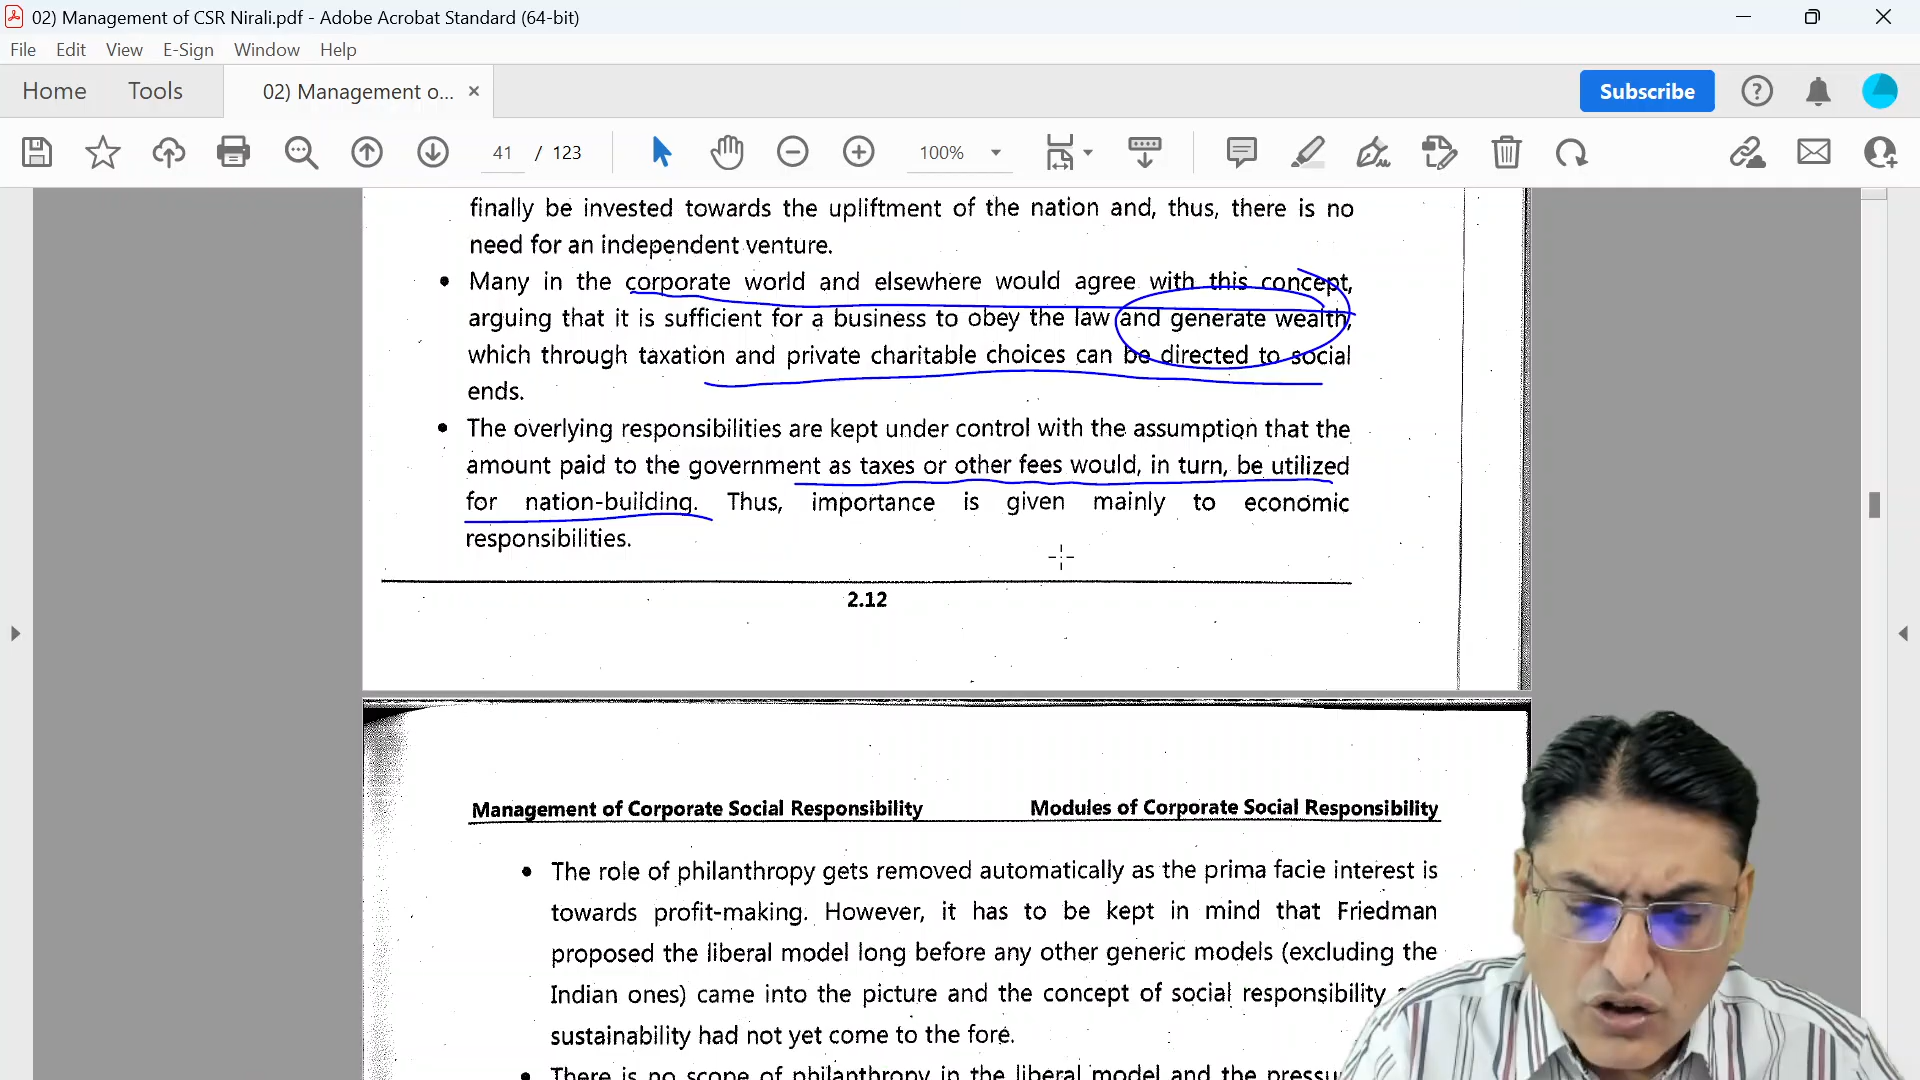 02) Management of CSR Nirali.pdf - Adobe Acrobat Standard (64-bit)
File Edit View E-Sign Window Help
Home Tools 02) Management o... ×
Subscribe
41 / 123 100%
finally be invested towards the upliftment of the nation and, thus, there is no
need for an independent venture.
• Many in the corporate world and elsewhere would agree with this concept,
arguing that it is sufficient for a business to obey the law and generate wealth,
which through taxation and private charitable choices can be directed to social
ends.
• The overlying responsibilities are kept under control with the assumption that the
amount paid to the government as taxes or other fees would, in turn, be utilized
for nation-building. Thus, importance is given mainly to economic
responsibilities.
2.12
Management of Corporate Social Responsibility Modules of Corporate Social Responsibility
• The role of philanthropy gets removed automatically as the prima facie interest is
towards profit-making. However, it has to be kept in mind that Friedman
proposed the liberal model long before any other generic models (excluding the
Indian ones) came into the picture and the concept of social responsibility
sustainability had not yet come to the fore.
• There is no scope of philanthropy in the liberal model and the